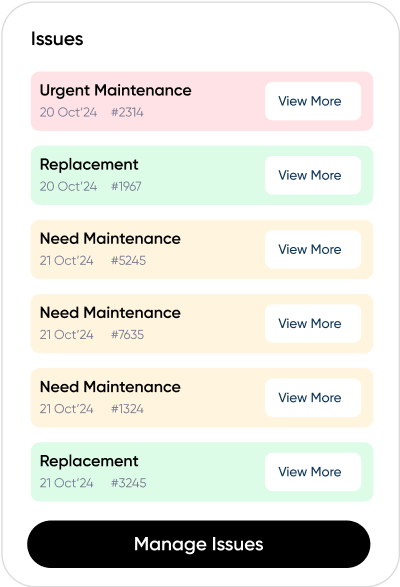 Issues
Urgent Maintenance
20 Oct'24 #2314
View More
Replacement
20 Oct'24 #1967
View More
Need Maintenance
21 Oct'24 #5245
View More
Need Maintenance
21 Oct'24 #7635
View More
Need Maintenance
21 Oct'24 #1324
View More
Replacement
21 Oct'24 #3245
View More
Manage Issues